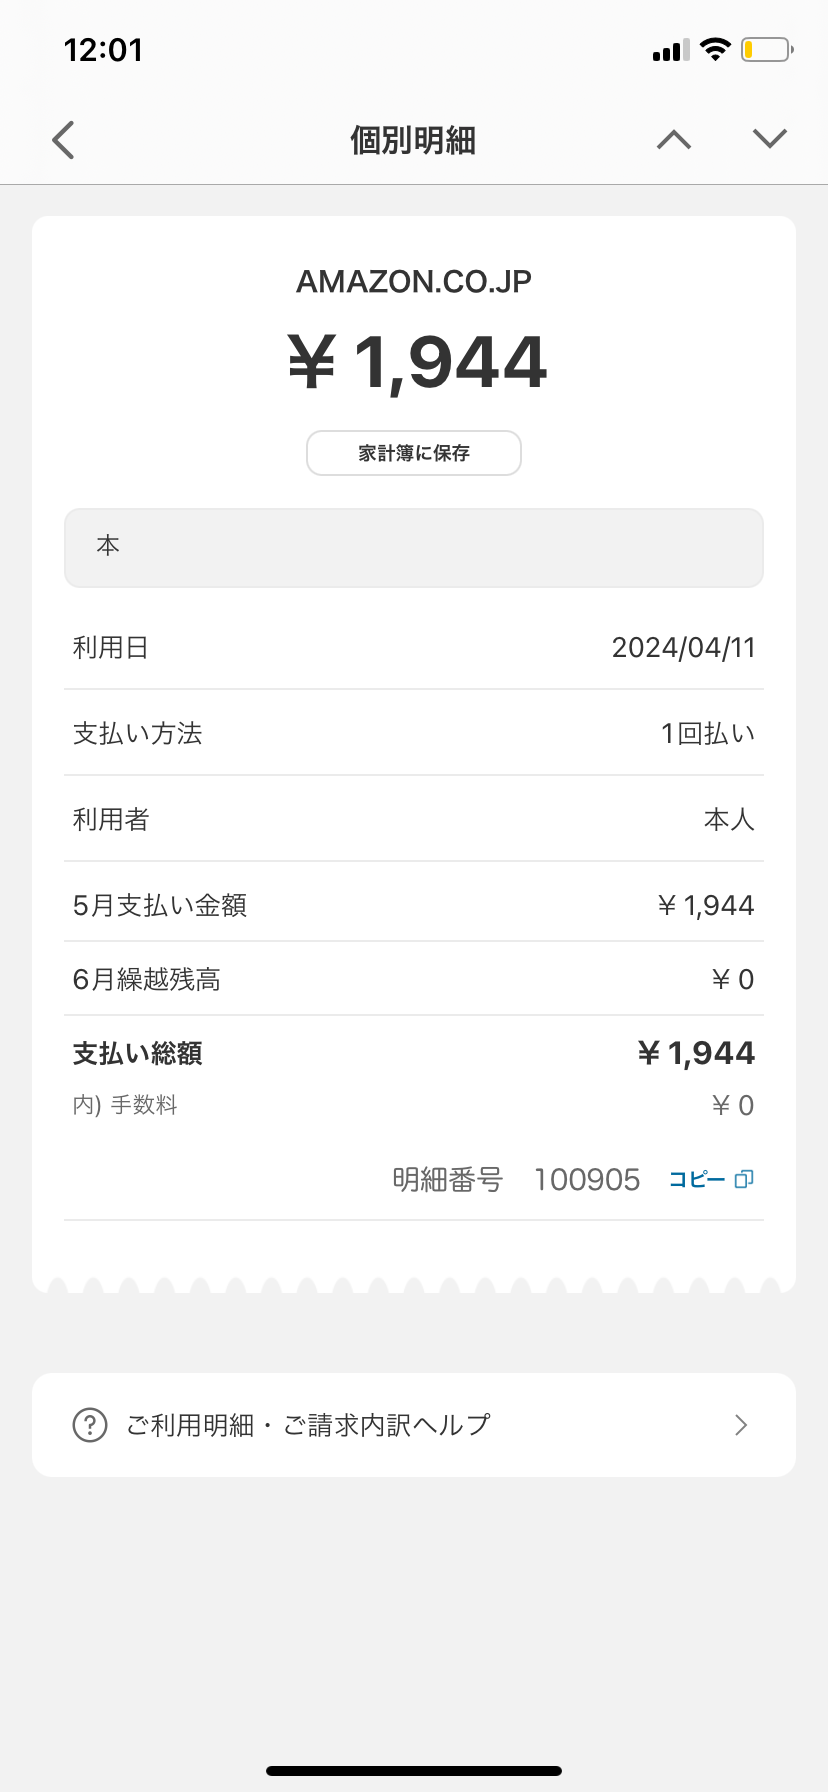 12:01
個別明細
AMAZON.CO.JP
¥ 1,944
家計簿に保存
本
利用日 2024/04/11
支払い方法 1回払い
利用者 本人
5月支払い金額 ¥ 1,944
6月繰越残高 ¥ 0
支払い総額 ¥ 1,944
内) 手数料 ¥ 0
明細番号 100905 コピー
ご利用明細・ご請求内訳ヘルプ